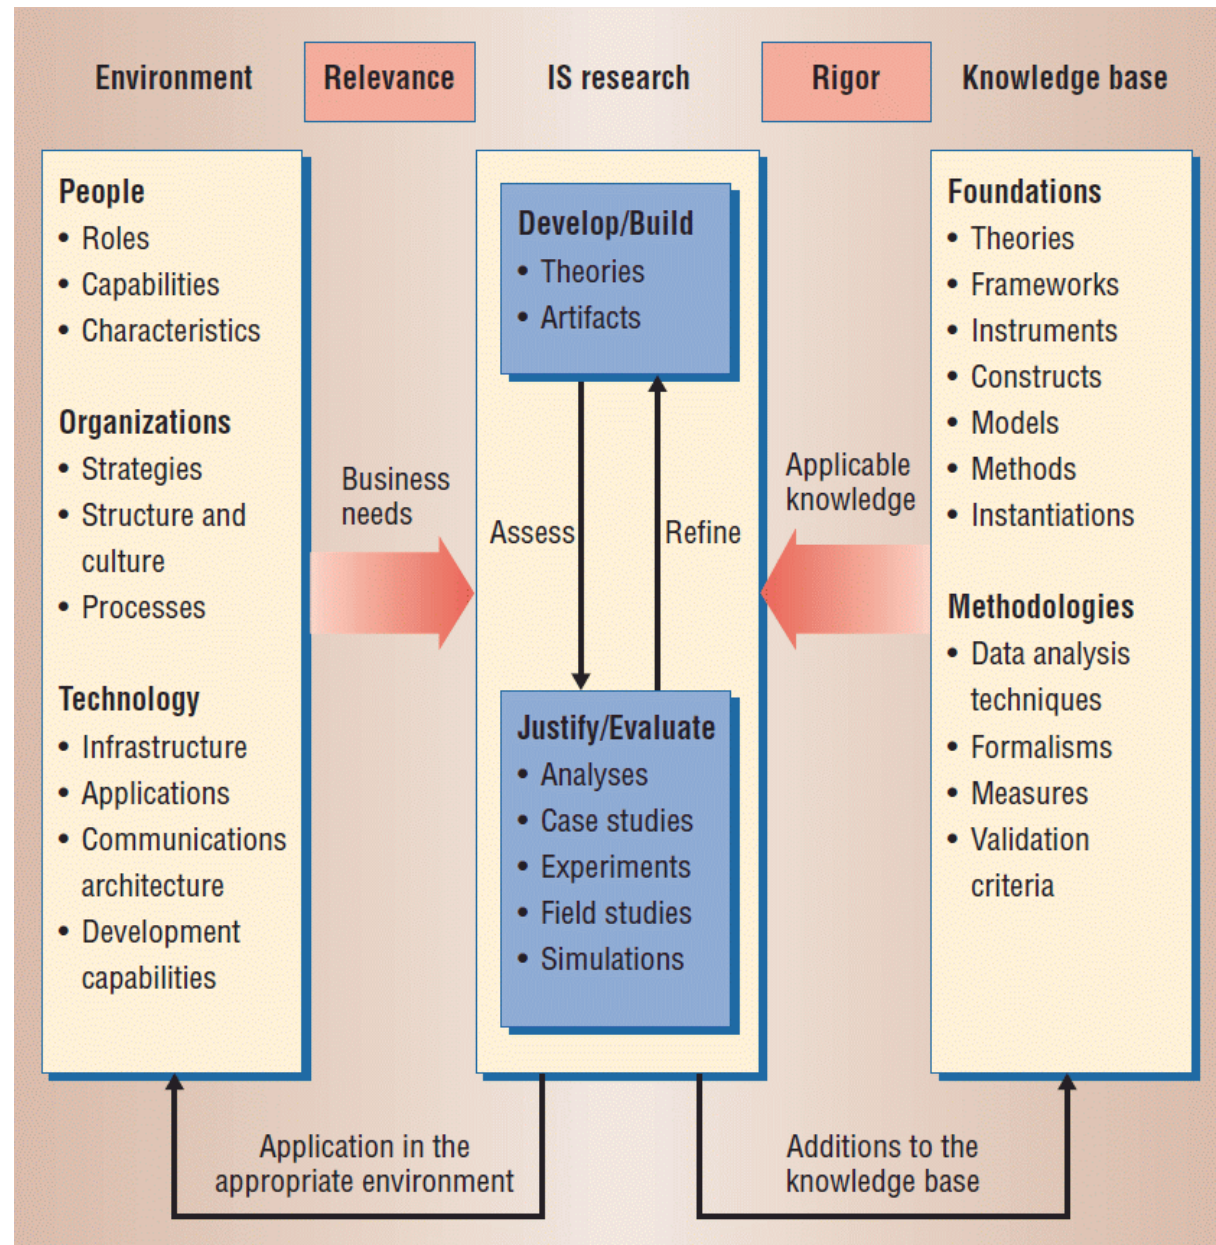 Environment
Relevance
IS research
Rigor
Knowledge base
People
• Roles
• Capabilities
• Characteristics
Organizations
• Strategies
• Structure and
culture
• Processes
Technology
• Infrastructure
• Applications
• Communications
architecture
• Development
capabilities
Business
needs
Develop/Build
• Theories
• Artifacts
Assess
Refine
Justify/Evaluate
• Analyses
• Case studies
• Experiments
• Field studies
• Simulations
Applicable
knowledge
Foundations
• Theories
• Frameworks
• Instruments
• Constructs
• Models
• Methods
• Instantiations
Methodologies
• Data analysis
techniques
• Formalisms
• Measures
• Validation
criteria
Application in the
appropriate environment
Additions to the
knowledge base